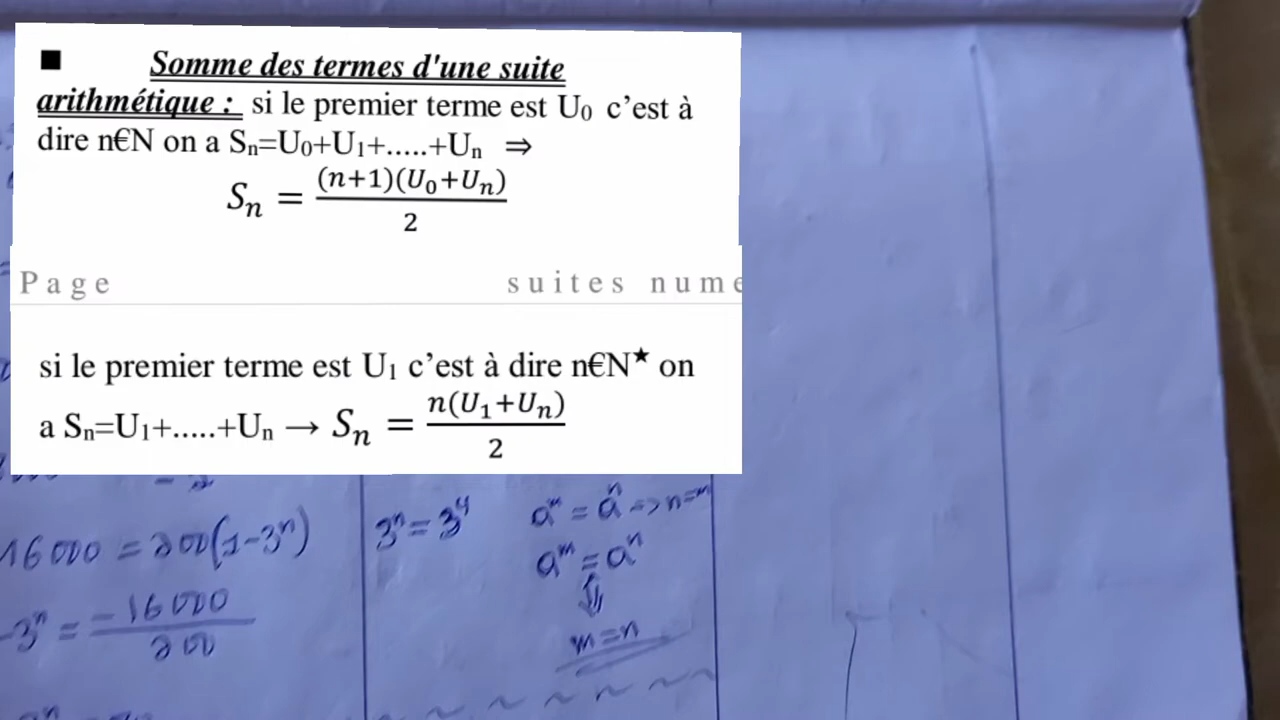 ■ Somme des termes d'une suite
arithmétique : si le premier terme est U₀ c'est à
dire n€N on a Sₙ=U₀+U₁+.....+Uₙ ⇒
Sₙ = (n+1)(U₀+Uₙ)/2
Page suites nume
si le premier terme est U₁ c'est à dire n€N★ on
a Sₙ=U₁+.....+Uₙ → Sₙ = n(U₁+Uₙ)/2
16000 = 200(1-3ⁿ)
-3ⁿ = -16000/200
3ⁿ = 3⁴
aᵐ = aⁿ => n=m
aᵐ = aⁿ
⇕
m=n